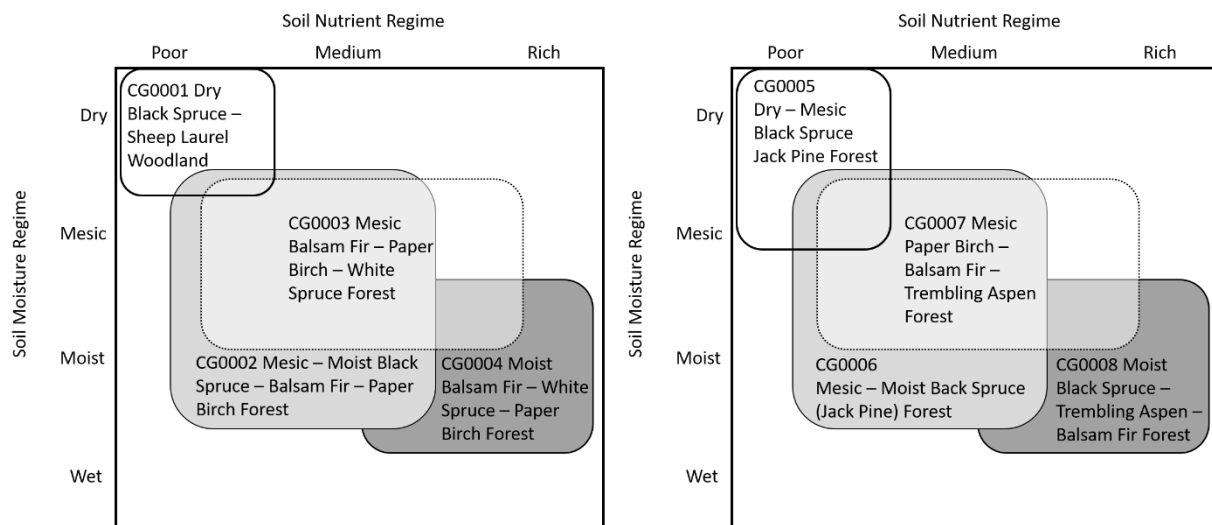 Soil Nutrient Regime
Poor
Medium
Rich
Soil Moisture Regime
Dry
Mesic
Moist
Wet
CG0001 Dry
Black Spruce –
Sheep Laurel
Woodland
CG0003 Mesic
Balsam Fir – Paper
Birch – White
Spruce Forest
CG0002 Mesic – Moist Black
Spruce – Balsam Fir – Paper
Birch Forest
CG0004 Moist
Balsam Fir – White
Spruce – Paper
Birch Forest
Soil Nutrient Regime
Poor
Medium
Rich
Soil Moisture Regime
Dry
Mesic
Moist
Wet
CG0005
Dry – Mesic
Black Spruce
Jack Pine Forest
CG0007 Mesic
Paper Birch –
Balsam Fir –
Trembling Aspen
Forest
CG0006
Mesic – Moist Back Spruce
(Jack Pine) Forest
CG0008 Moist
Black Spruce –
Trembling Aspen –
Balsam Fir Forest